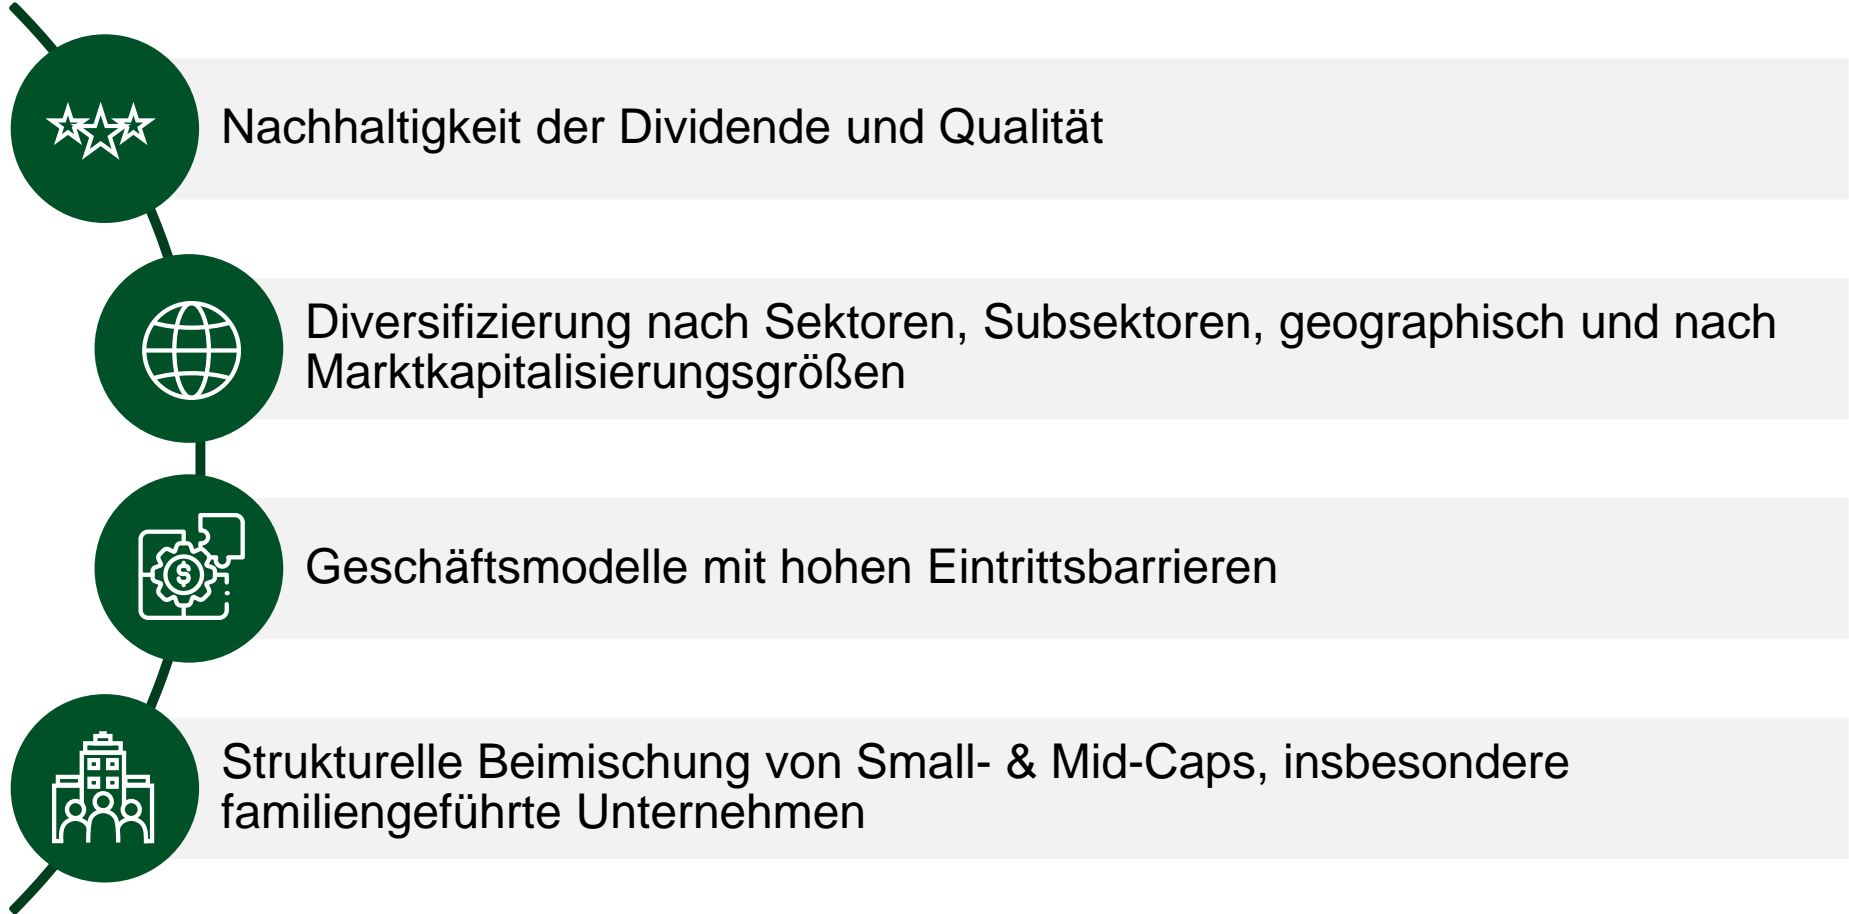 Nachhaltigkeit der Dividende und Qualität
Diversifizierung nach Sektoren, Subsektoren, geographisch und nach
Marktkapitalisierungsgrößen
$
Geschäftsmodelle mit hohen Eintrittsbarrieren
Strukturelle Beimischung von Small- & Mid-Caps, insbesondere
familiengeführte Unternehmen